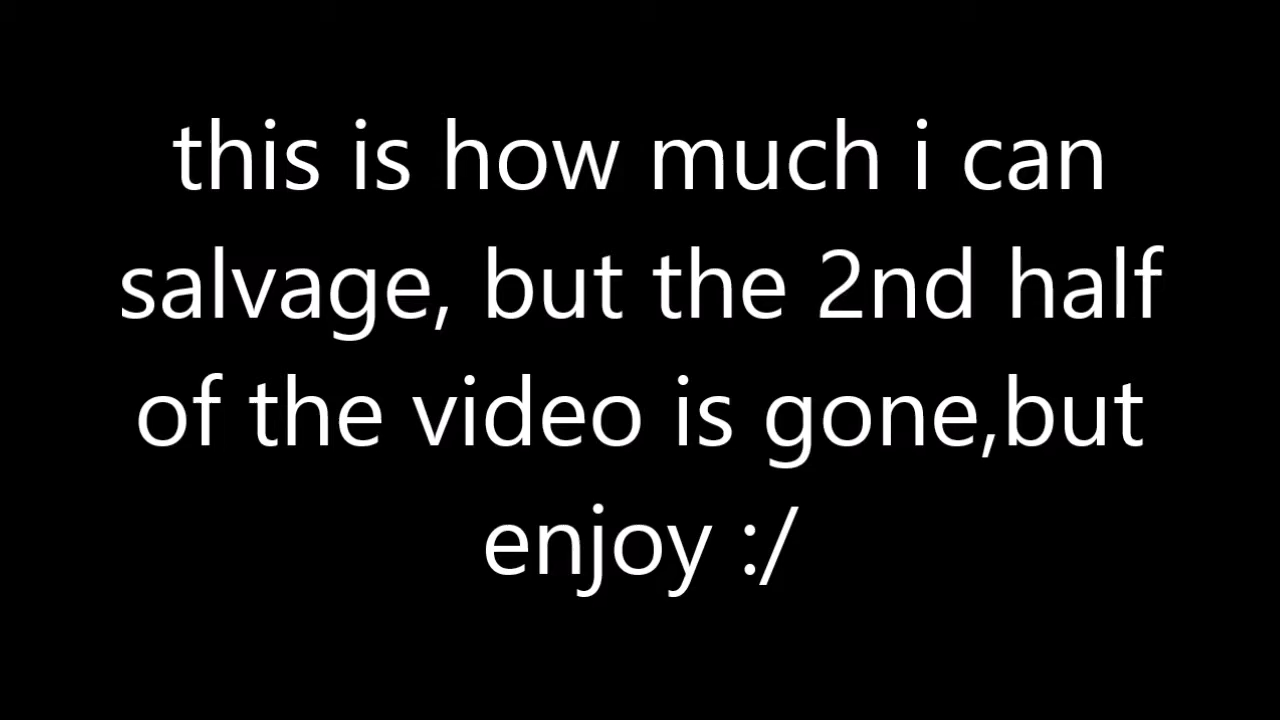 this is how much i can
salvage, but the 2nd half
of the video is gone,but
enjoy :/